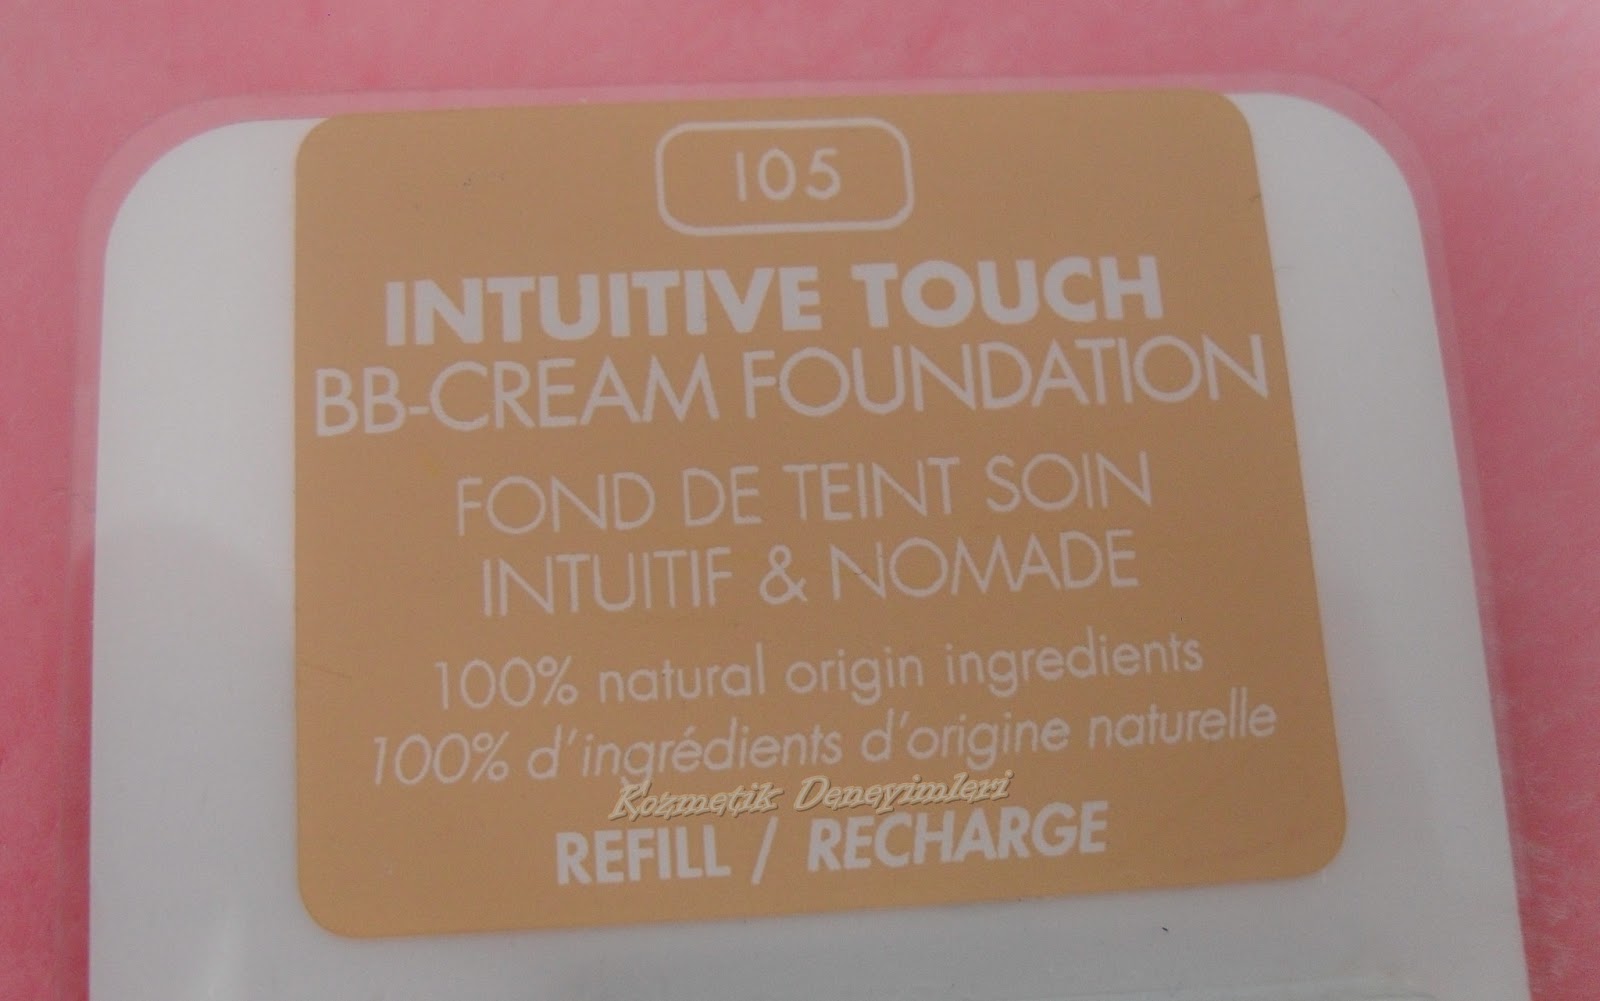 105
INTUITIVE TOUCH
BB-CREAM FOUNDATION
FOND DE TEINT SOIN
INTUITIF & NOMADE
100% natural origin ingredients
100% d'ingrédients d'origine naturelle
Kozmetik Deneyimleri
REFILL / RECHARGE